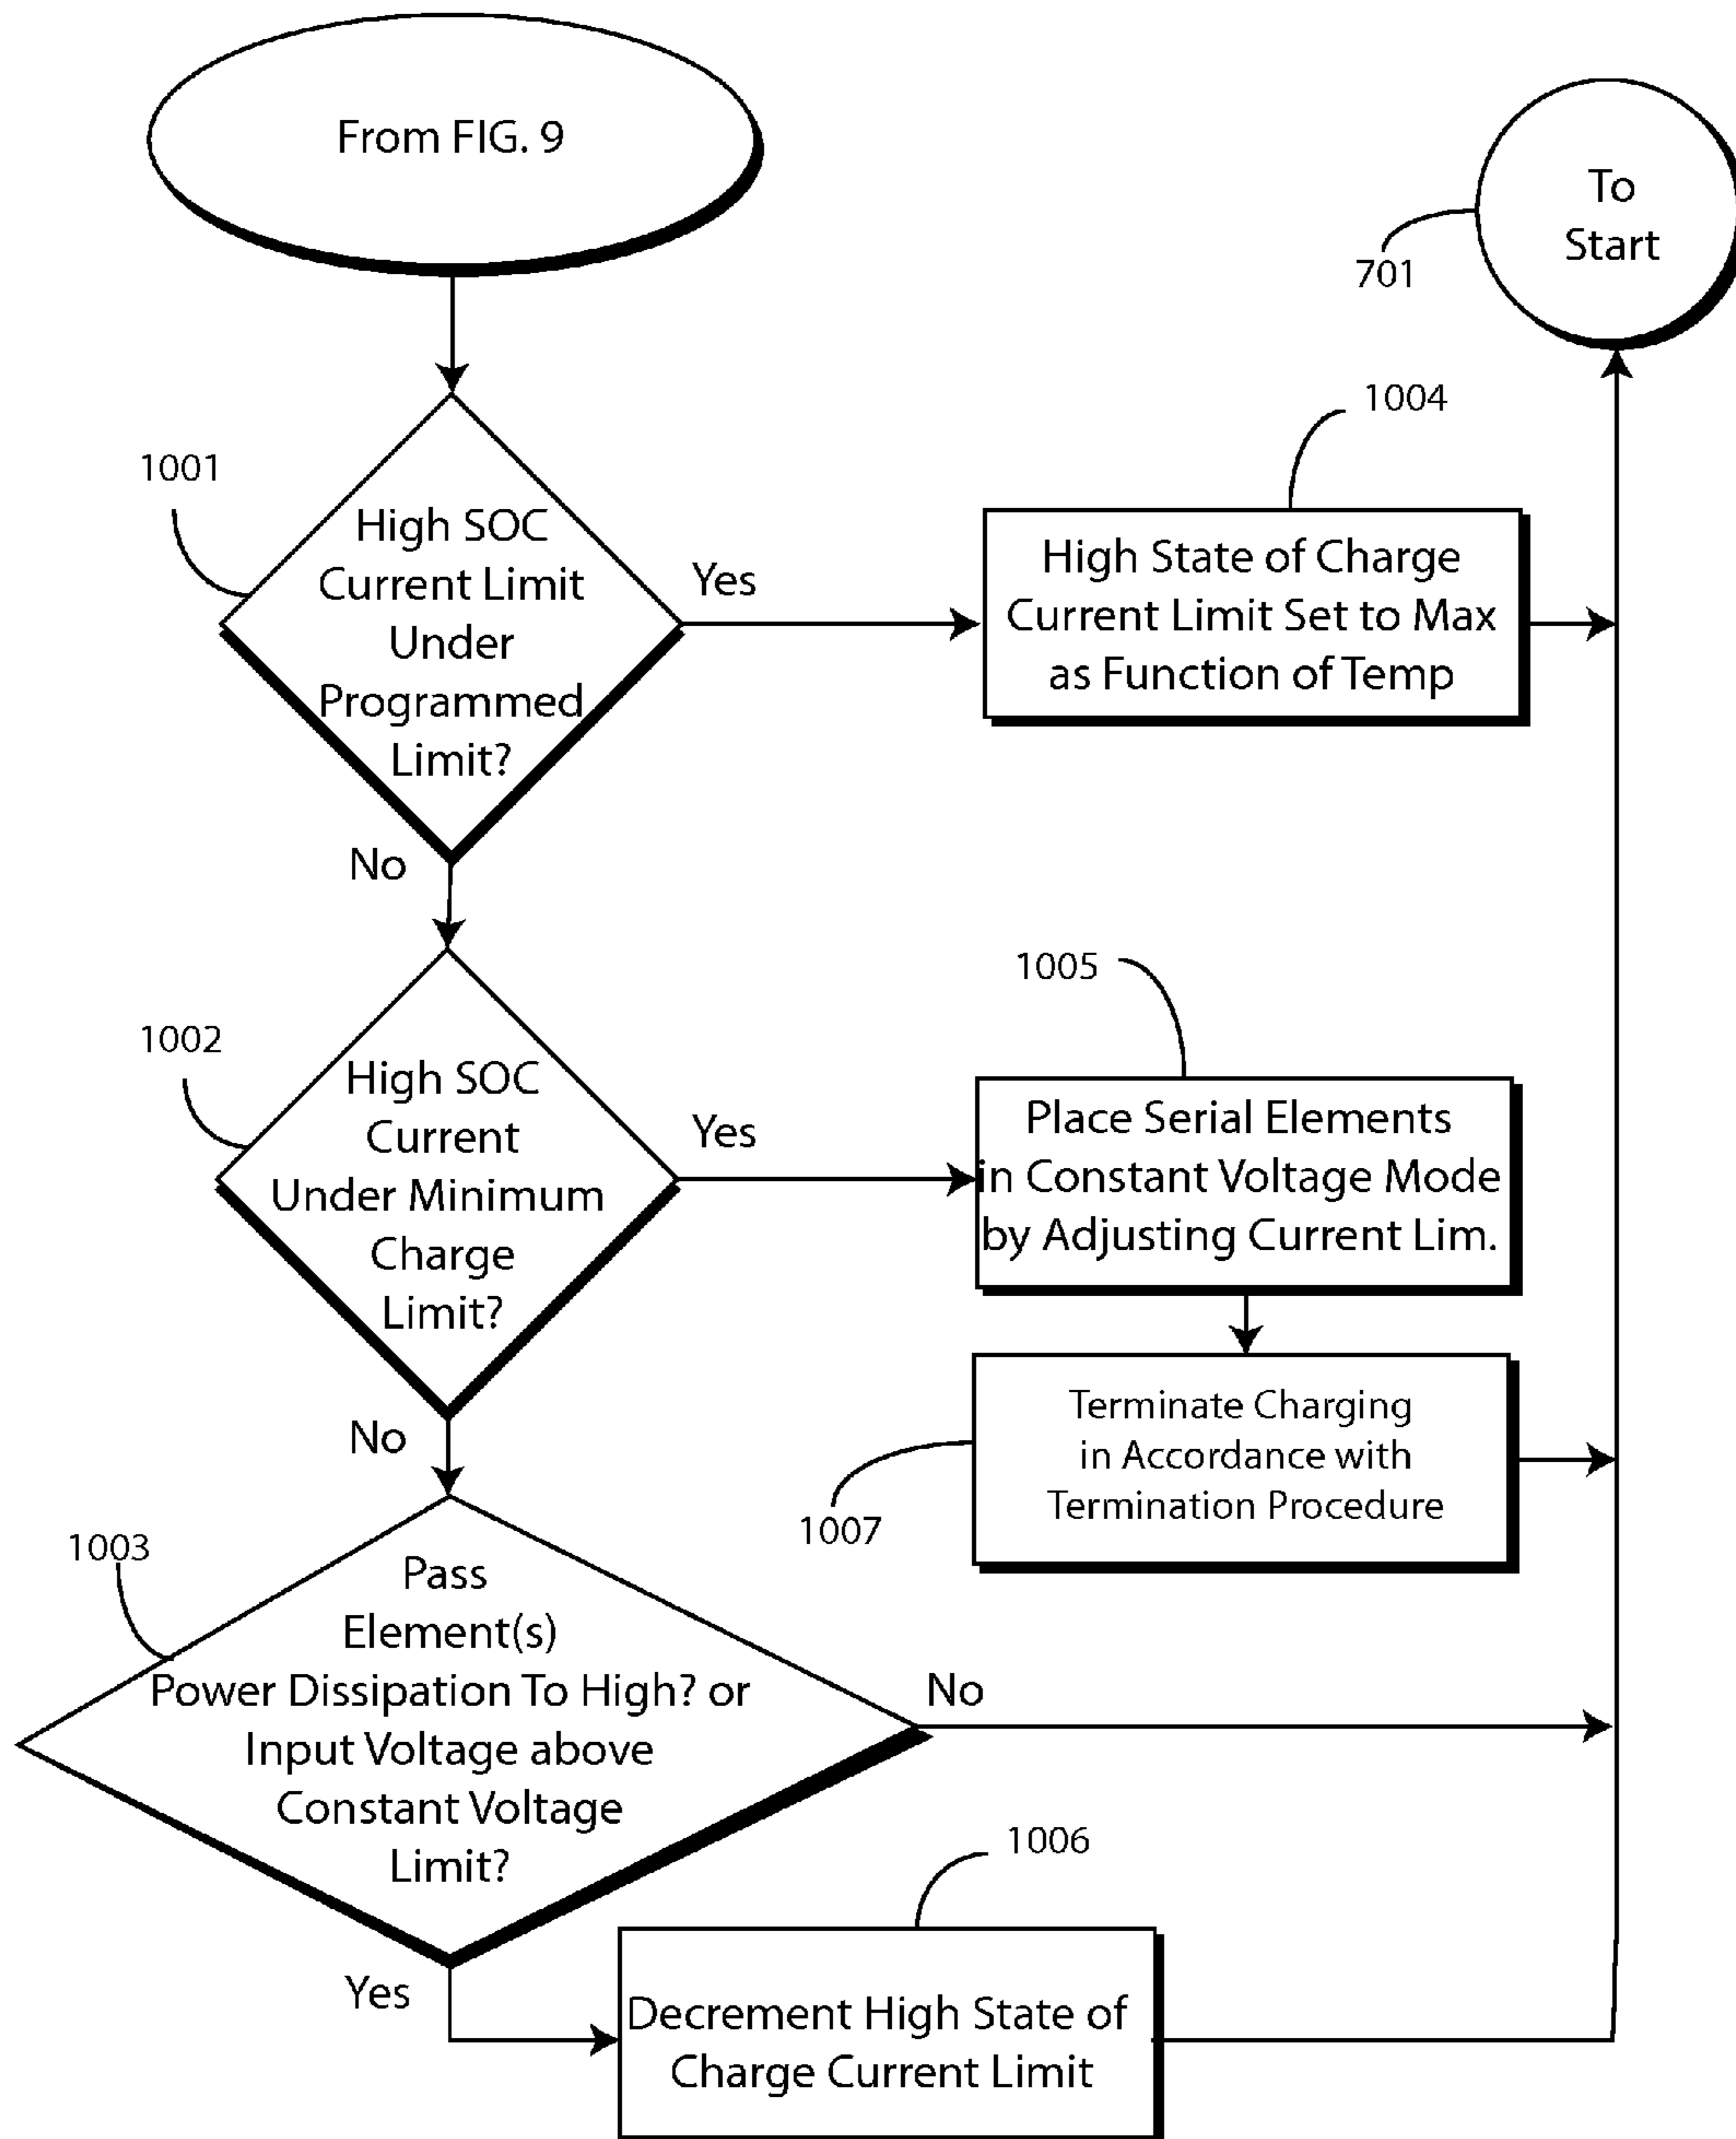 From FIG. 9
To
Start
701
1004
1001
High SOC
Current Limit
Under
Programmed
Limit?
Yes
High State of Charge
Current Limit Set to Max
as Function of Temp
No
1005
1002
High SOC
Current
Under Minimum
Charge
Limit?
Yes
Place Serial Elements
in Constant Voltage Mode
by Adjusting Current Lim.
No
Terminate Charging
in Accordance with
Termination Procedure
1007
1003
Pass
Element(s)
Power Dissipation To High? or
Input Voltage above
Constant Voltage
Limit?
No
1006
Yes
Decrement High State of
Charge Current Limit